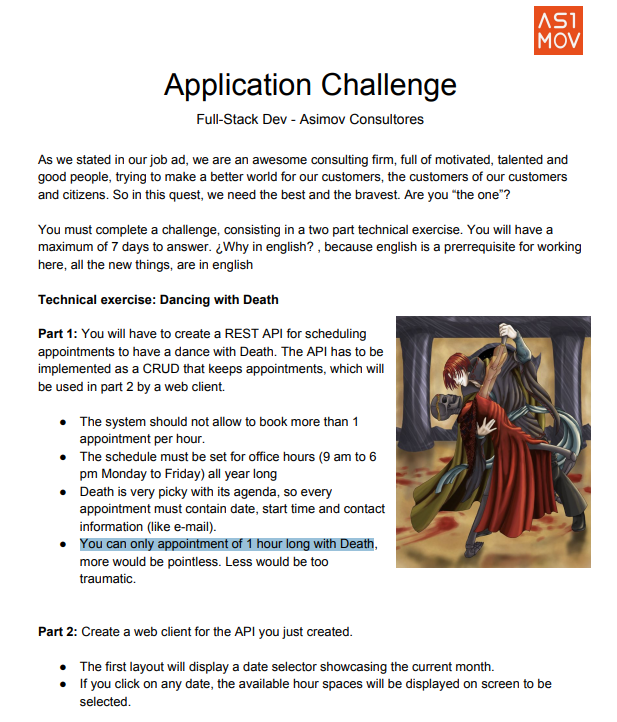 AS1
MOV
Application Challenge
Full-Stack Dev - Asimov Consultores
As we stated in our job ad, we are an awesome consulting firm, full of motivated, talented and
good people, trying to make a better world for our customers, the customers of our customers
and citizens. So in this quest, we need the best and the bravest. Are you “the one”?
You must complete a challenge, consisting in a two part technical exercise. You will have a
maximum of 7 days to answer. ¿Why in english? , because english is a prerrequisite for working
here, all the new things, are in english
Technical exercise: Dancing with Death
Part 1: You will have to create a REST API for scheduling
appointments to have a dance with Death. The API has to be
implemented as a CRUD that keeps appointments, which will
be used in part 2 by a web client.
● The system should not allow to book more than 1
appointment per hour.
● The schedule must be set for office hours (9 am to 6
pm Monday to Friday) all year long
● Death is very picky with its agenda, so every
appointment must contain date, start time and contact
information (like e-mail).
● You can only appointment of 1 hour long with Death,
more would be pointless. Less would be too
traumatic.
Part 2: Create a web client for the API you just created.
● The first layout will display a date selector showcasing the current month.
● If you click on any date, the available hour spaces will be displayed on screen to be
selected.